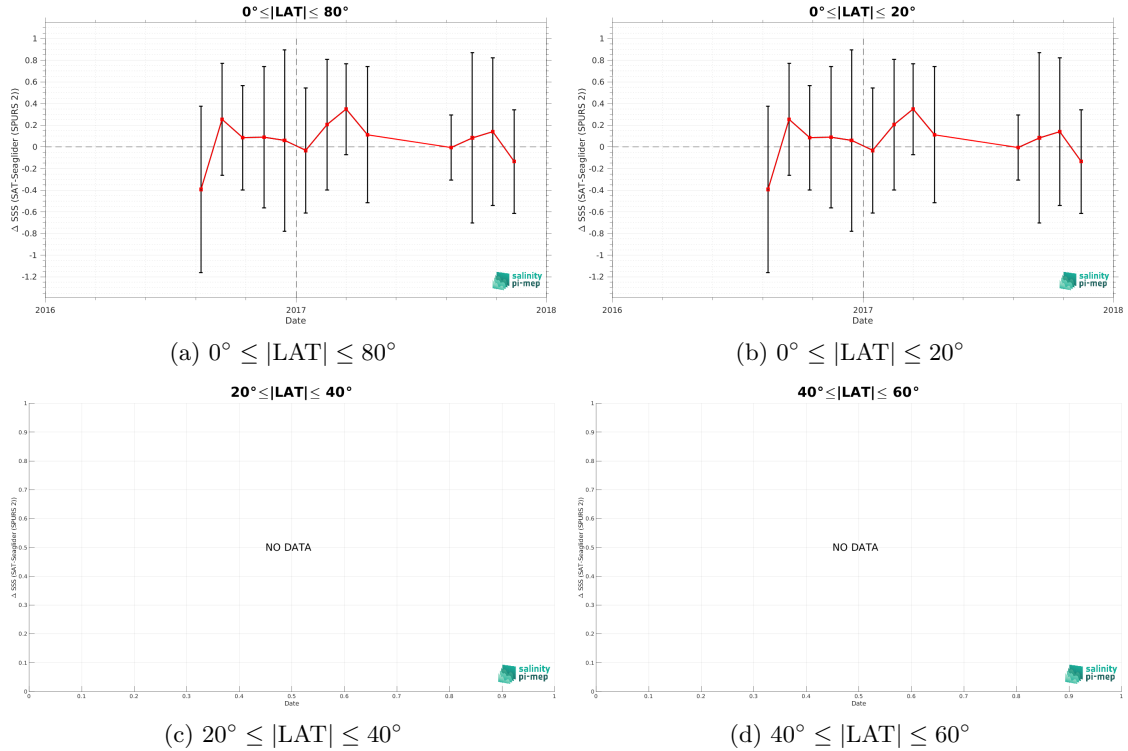 0°≤|LAT|≤ 80°
Δ SSS (SAT-Seaglider (SPURS 2))
1
0.8
0.6
0.4
0.2
0
-0.2
-0.4
-0.6
-0.8
-1
-1.2
2016
2017
2018
Date
salinity
pi-mep
(a) 0° ≤ |LAT| ≤ 80°
0°≤|LAT|≤ 20°
Δ SSS (SAT-Seaglider (SPURS 2))
1
0.8
0.6
0.4
0.2
0
-0.2
-0.4
-0.6
-0.8
-1
-1.2
2016
2017
2018
Date
salinity
pi-mep
(b) 0° ≤ |LAT| ≤ 20°
20°≤|LAT|≤ 40°
Δ SSS (SAT-Seaglider (SPURS 2))
1
0.9
0.8
0.7
0.6
0.5
0.4
0.3
0.2
0.1
0
NO DATA
0 0.1 0.2 0.3 0.4 0.5 0.6 0.7 0.8 0.9 1
Date
salinity
pi-mep
(c) 20° ≤ |LAT| ≤ 40°
40°≤|LAT|≤ 60°
Δ SSS (SAT-Seaglider (SPURS 2))
1
0.9
0.8
0.7
0.6
0.5
0.4
0.3
0.2
0.1
0
NO DATA
0 0.1 0.2 0.3 0.4 0.5 0.6 0.7 0.8 0.9 1
Date
salinity
pi-mep
(d) 40° ≤ |LAT| ≤ 60°